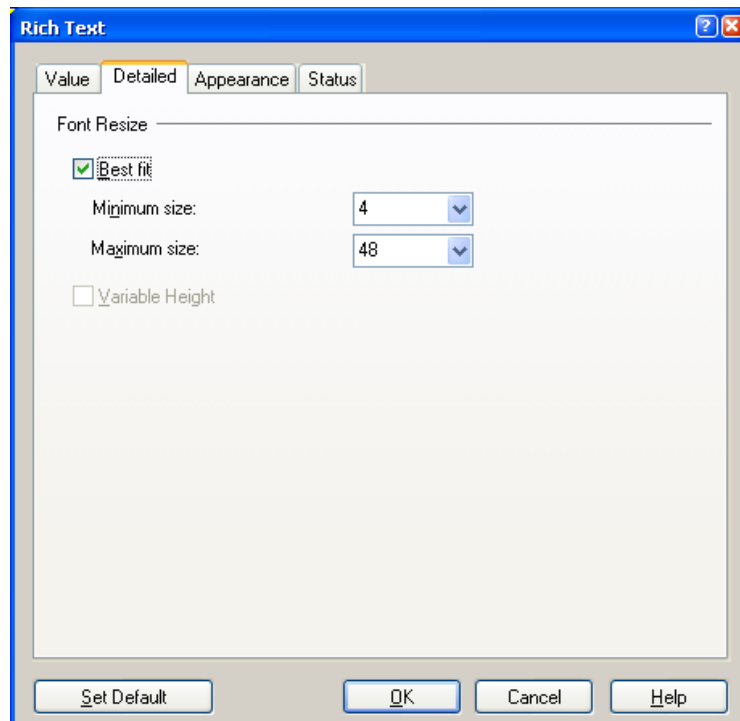 Rich Text
Value Detailed Appearance Status
Font Resize
Best fit
Minimum size: 4
Maximum size: 48
Variable Height
Set Default OK Cancel Help